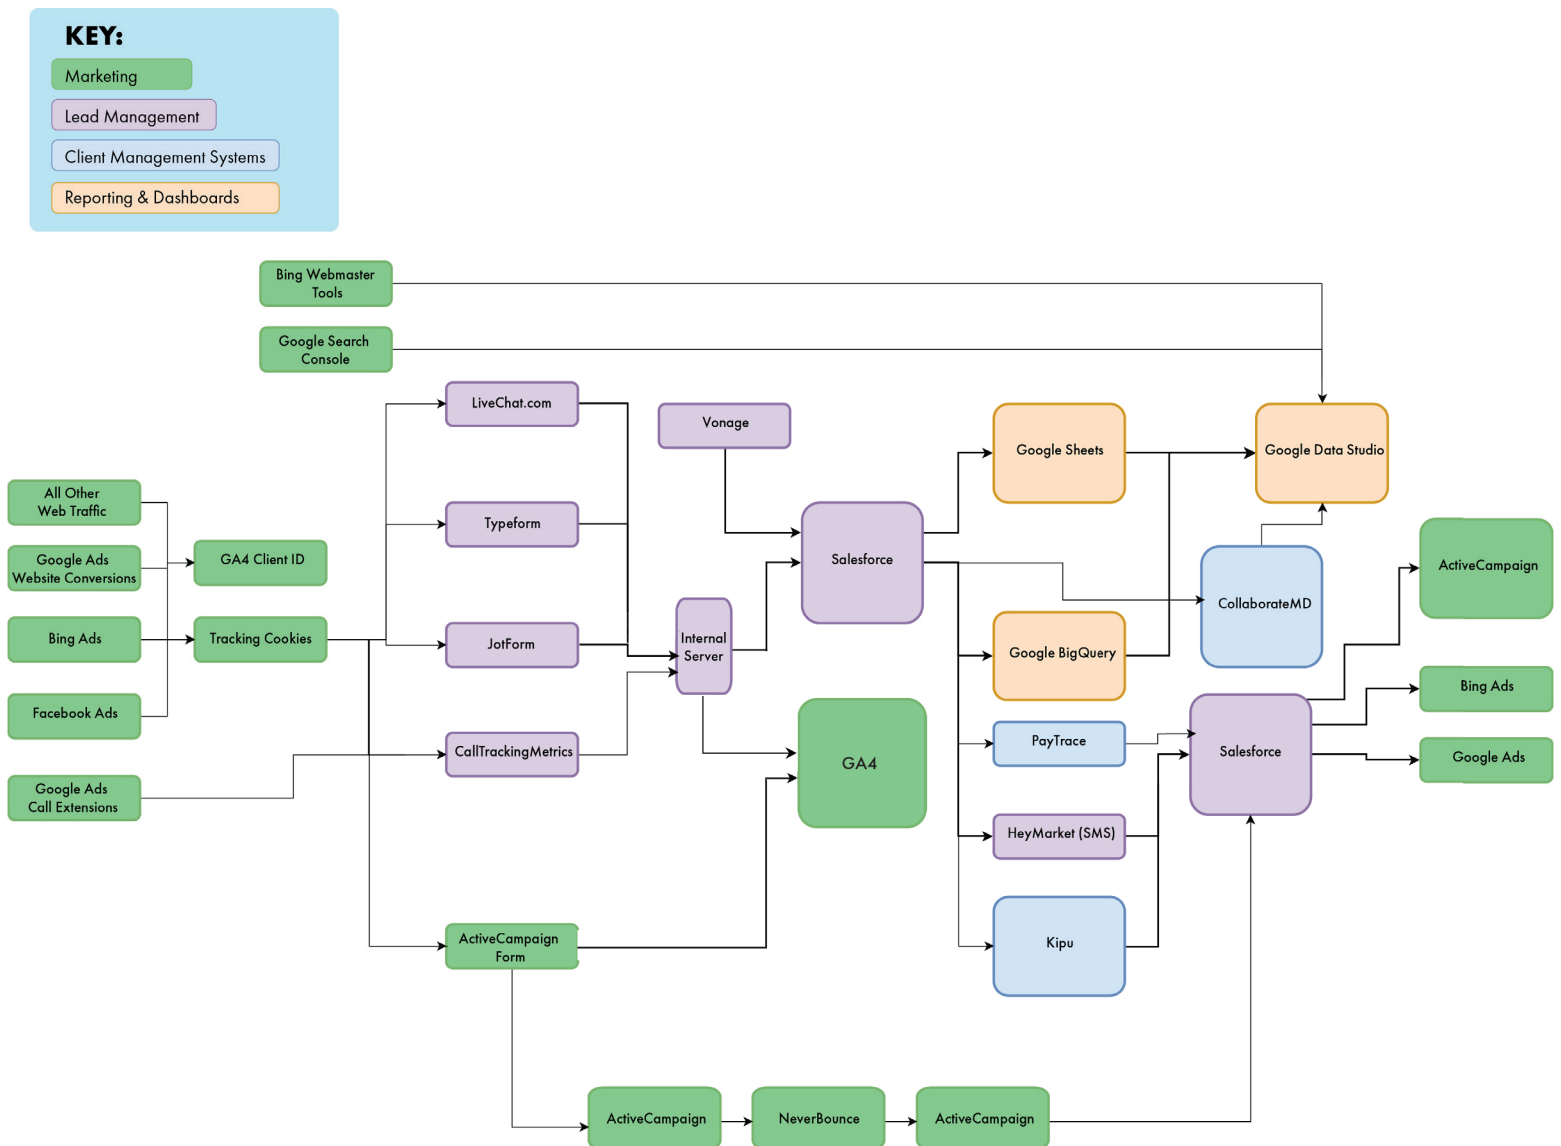 KEY:
Marketing
Lead Management
Client Management Systems
Reporting & Dashboards
Bing Webmaster
Tools
Google Search
Console
LiveChat.com
Vonage
Google Sheets
Google Data Studio
All Other
Web Traffic
Typeform
Google Ads
Website Conversions
GA4 Client ID
Salesforce
ActiveCampaign
CollaborateMD
Bing Ads
Tracking Cookies
JotForm
Internal
Server
Google BigQuery
Bing Ads
Facebook Ads
CallTrackingMetrics
GA4
PayTrace
Salesforce
Google Ads
Google Ads
Call Extensions
HeyMarket (SMS)
ActiveCampaign
Form
Kipu
ActiveCampaign
NeverBounce
ActiveCampaign